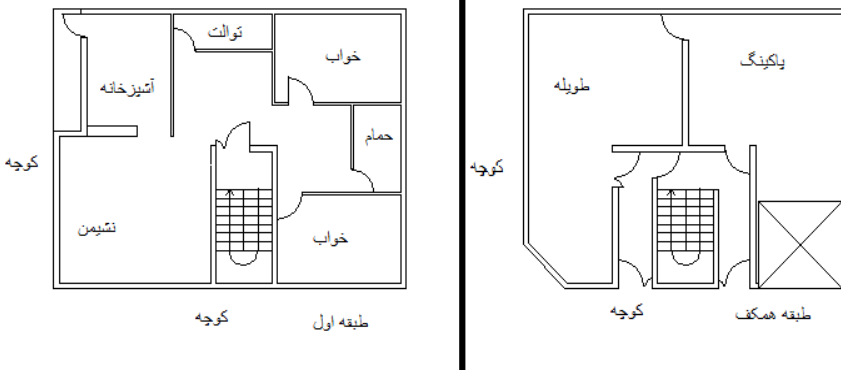 توالت
خواب
آشپزخانه
حمام
کوچه
نشیمن
خواب
کوچه
طبقه اول
پاکینگ
طویله
کوچه
کوچه
طبقه همکف